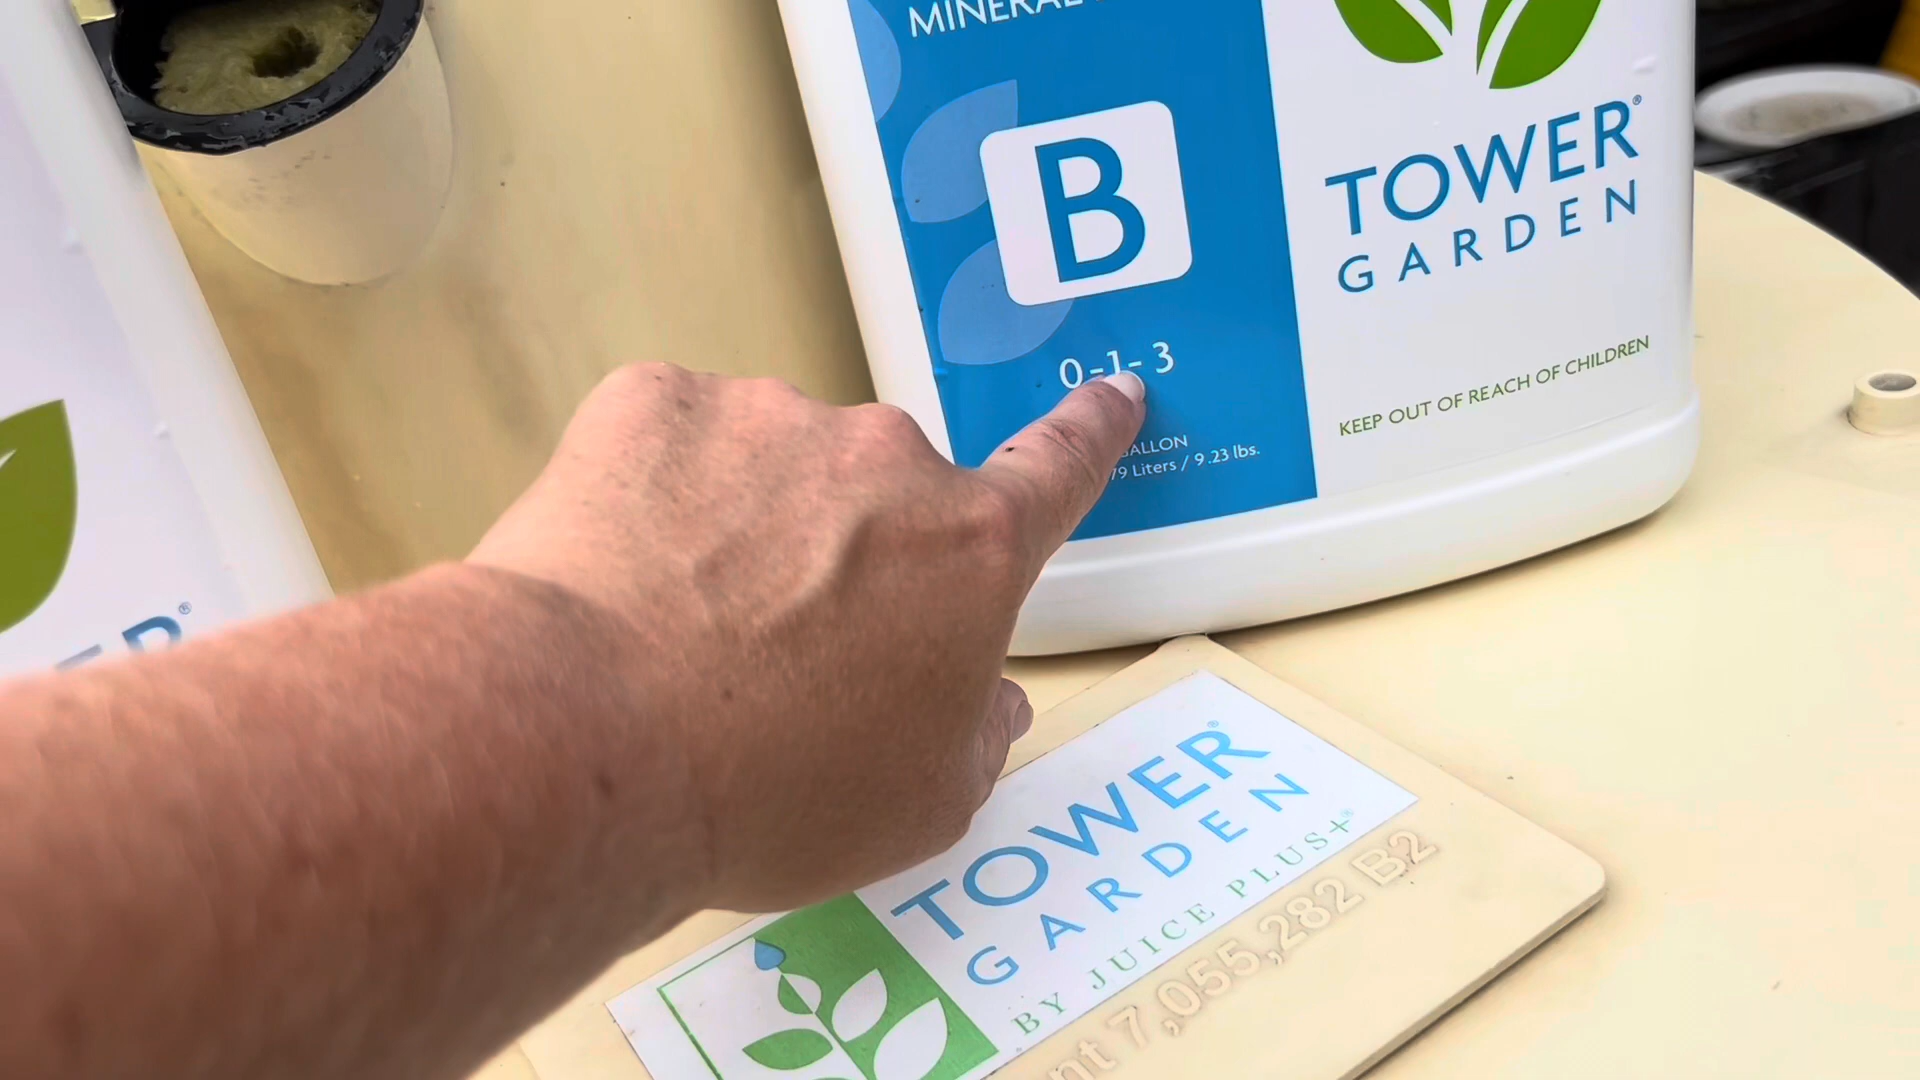 MINERAL
B
0-1-3
GALLON
79 Liters / 9.23 lbs.
TOWER®
GARDEN
KEEP OUT OF REACH OF CHILDREN
ER®
TOWER®
GARDEN
BY JUICE PLUS+®
nt 7,055,282 B2